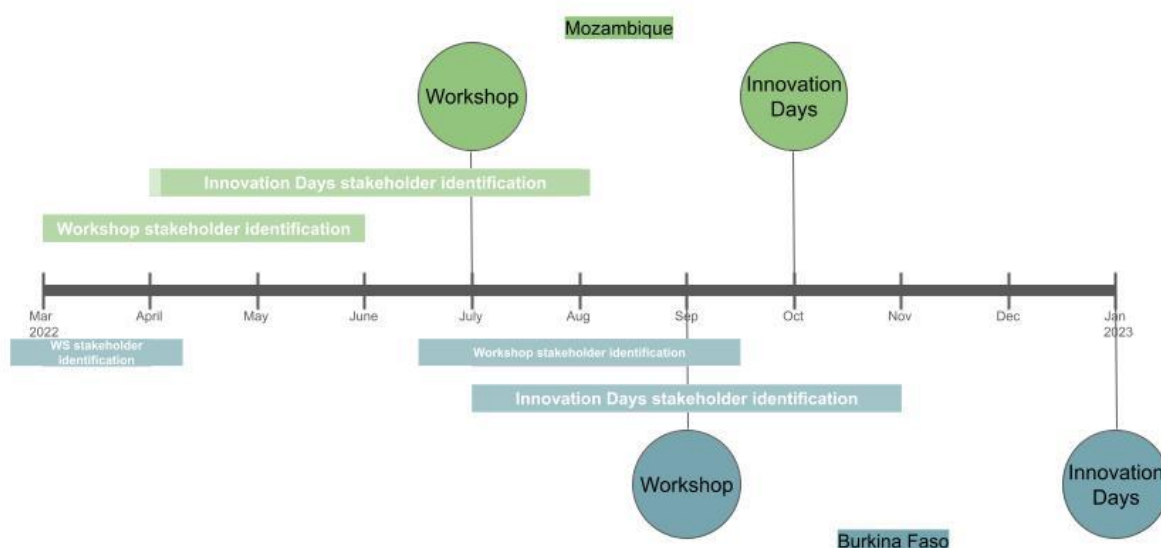 Mozambique
Workshop
Innovation
Days
Innovation Days stakeholder identification
Workshop stakeholder identification
Mar
2022
April
May
June
July
Aug
Sep
Oct
Nov
Dec
Jan
2023
WS stakeholder
identification
Workshop stakeholder identification
Innovation Days stakeholder identification
Workshop
Innovation
Days
Burkina Faso